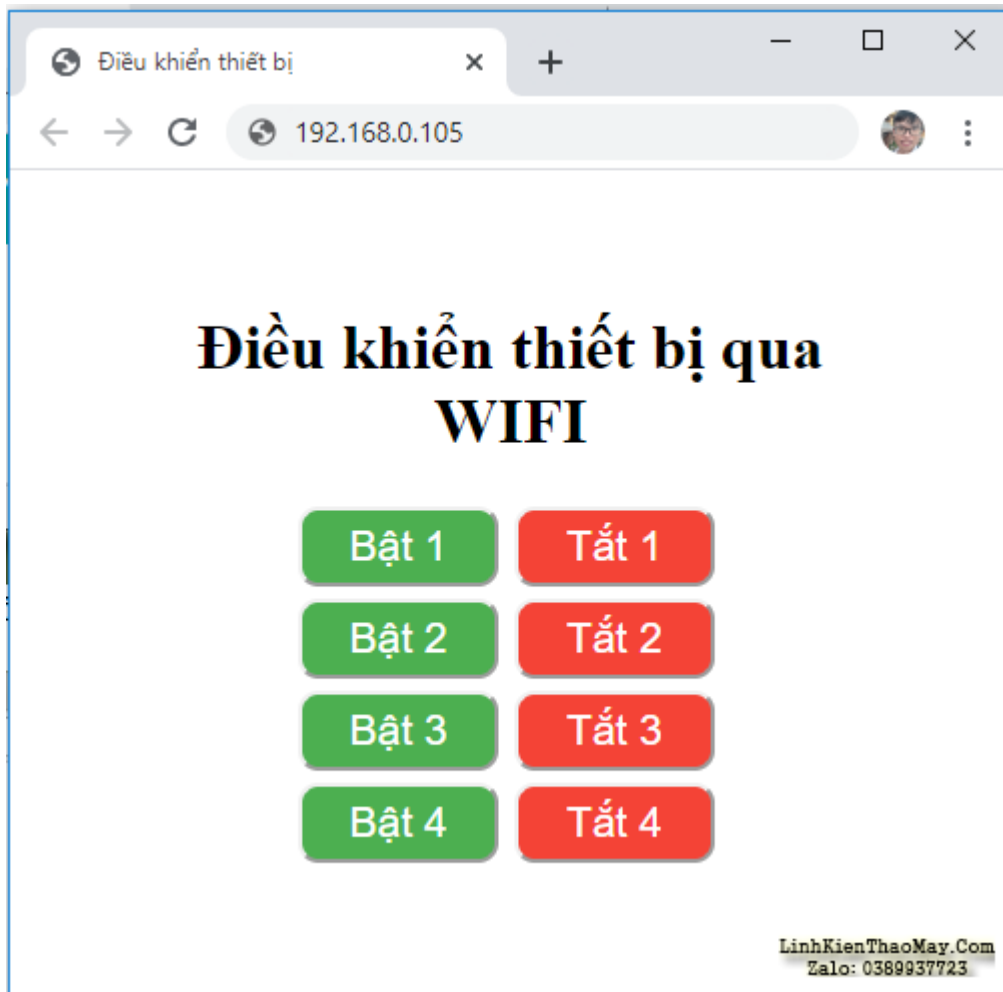 Điều khiển thiết bị
192.168.0.105
Điều khiển thiết bị qua
WIFI
Bật 1 Tắt 1
Bật 2 Tắt 2
Bật 3 Tắt 3
Bật 4 Tắt 4
LinhKienThaoMay.Com
Zalo: 0389937723